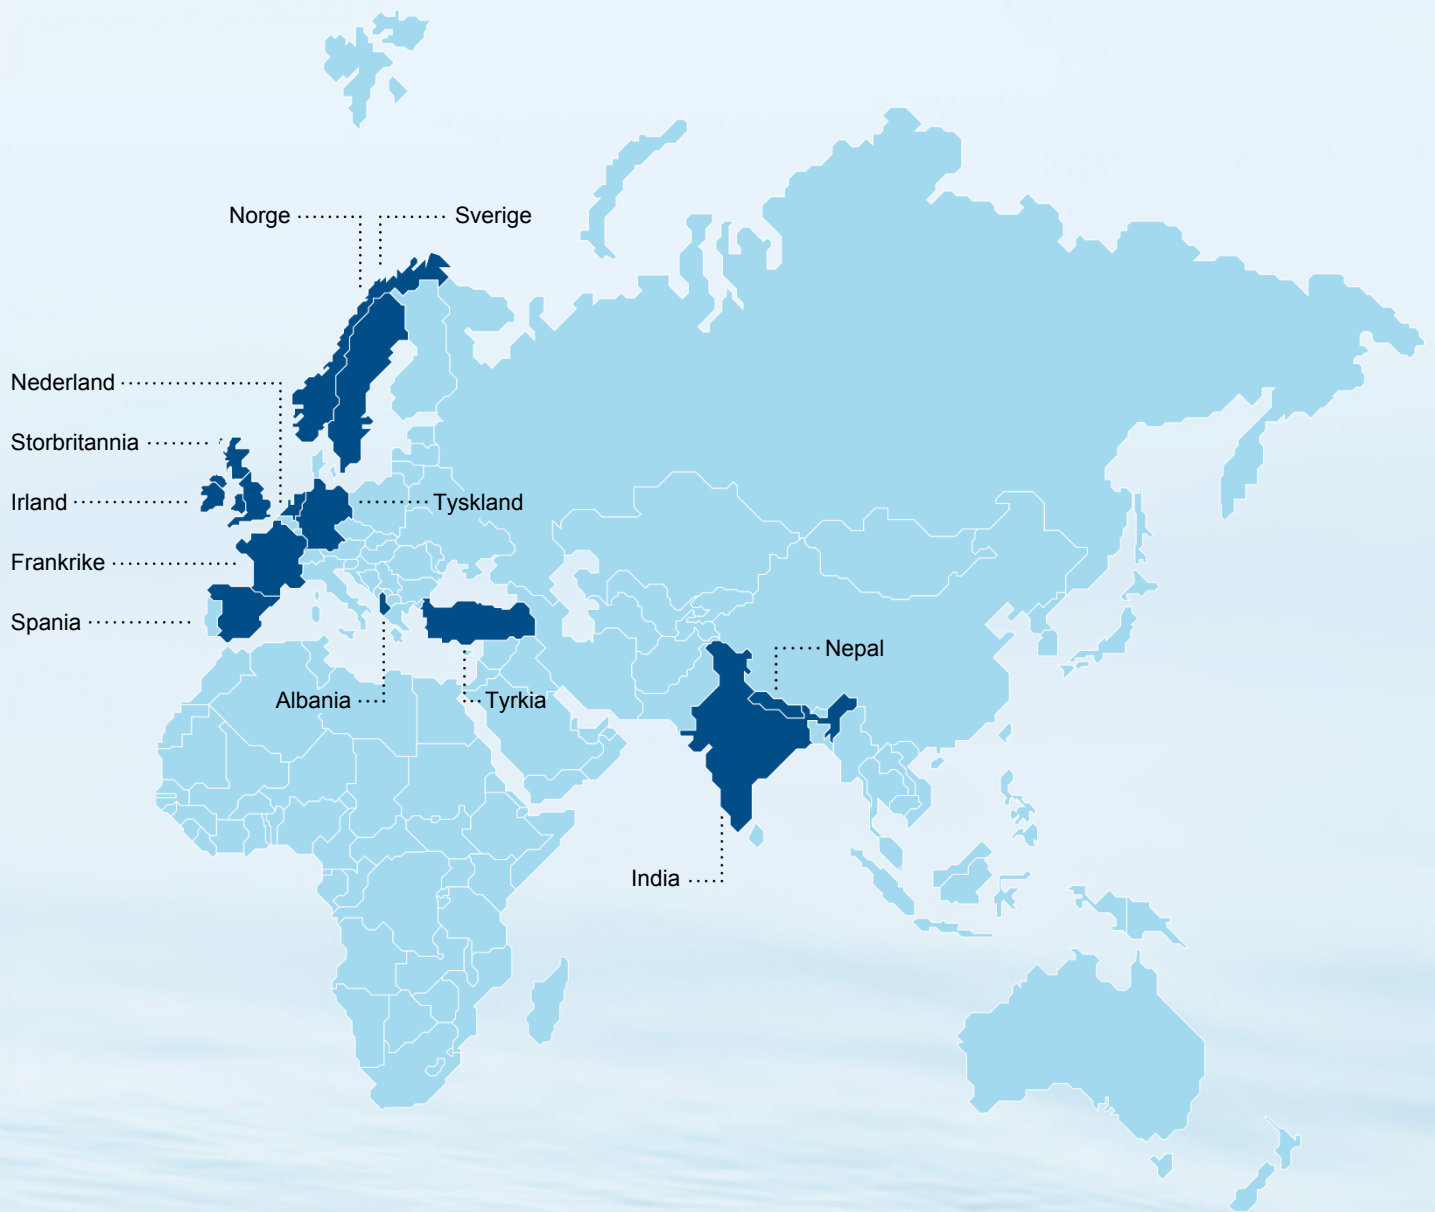 Norge
Sverige
Nederland
Storbritannia
Irland
Tyskland
Frankrike
Spania
Nepal
Albania
Tyrkia
India